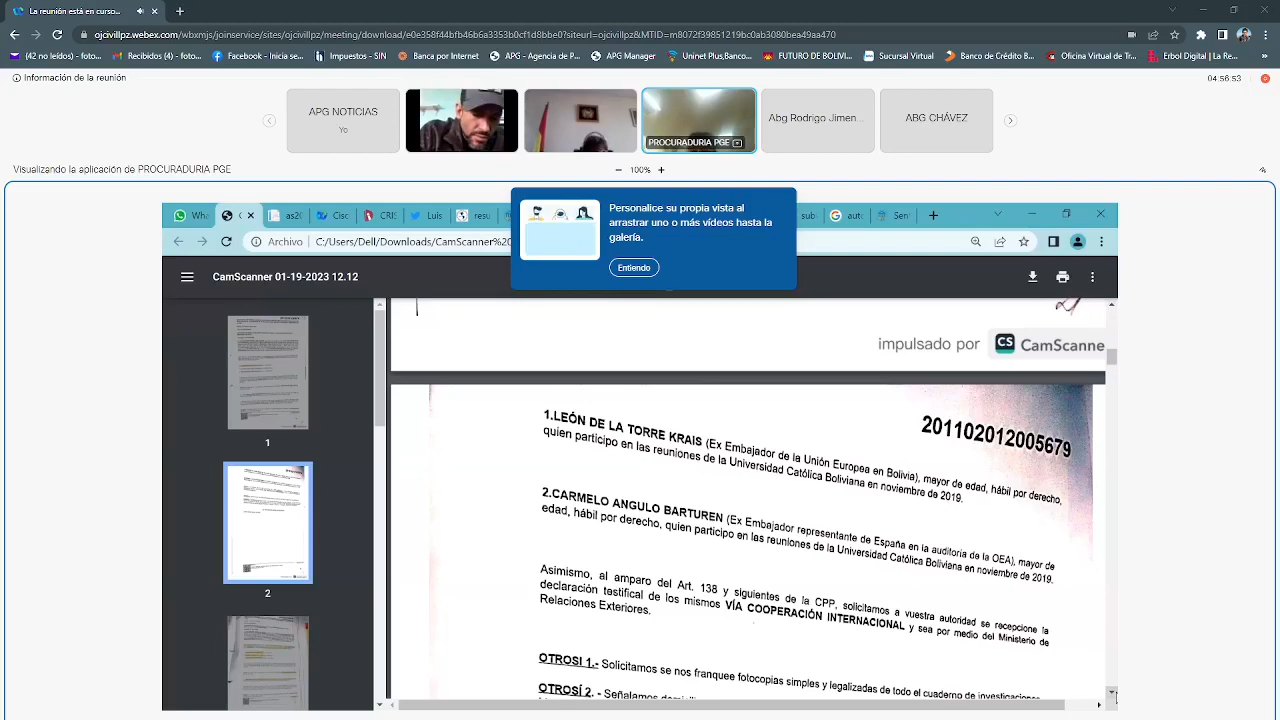 La reunión está en curso...
ojcivillpz.webex.com/wbxmjs/joinservice/sites/ojcivillpz/meeting/download/
(42 no leídos) - foto...
Recibidos (4) - foto...
Facebook - Inicia se...
Impuestos - SIN
Banca por Internet
APG - Agencia de P...
APG Manager
Uninet Plus,Banco...
FUTURO DE BOLIVI...
Sucursal Virtual
Banco de Crédito B...
Oficina Virtual de Tr...
Erbol Digital | La Re...
Información de la reunión
04:56:53
APG NOTICIAS
Yo
PROCURADURIA PGE
Abg Rodrigo Jimen...
ABG CHÁVEZ
Visualizando la aplicación de PROCURADURIA PGE
100%
Personalice su propia vista al
arrastrar uno o más vídeos hasta la
galería.
Entiendo
Wha
C
as20
Cisc
CRIS
Luis
resu
auto
Sen
Archivo
C:/Users/Dell/Downloads/CamScanner%20
CamScanner 01-19-2023 12.12
impulsado por
CS CamScanne
1
2
201102012005679
1.LEÓN DE LA TORRE KRAIS (Ex Embajador de la Unión Europea en Bolivia), mayor de edad, hábil por derecho,
quien participo en las reuniones de la Universidad Católica Boliviana en noviembre de 2019.
2.CARMELO ANGULO BARTUREN (Ex Embajador representante de España en la auditoría de la OEA), mayor de
edad, hábil por derecho, quien participo en las reuniones de la Universidad Católica Boliviana en noviembre de 2019.
Asimismo, al amparo del Art. 138 y siguientes de la CPP, solicitamos a vuestra autoridad se recepcione la
declaración testifical de los mismos VÍA COOPERACIÓN INTERNACIONAL y sea por medio del Ministerio de
Relaciones Exteriores.
OTROSI 1.- Solicitamos se nos franquee fotocopias simples y legalizadas de todo el cuaderno de investigaciones
OTROSÍ 2. - Señalamos